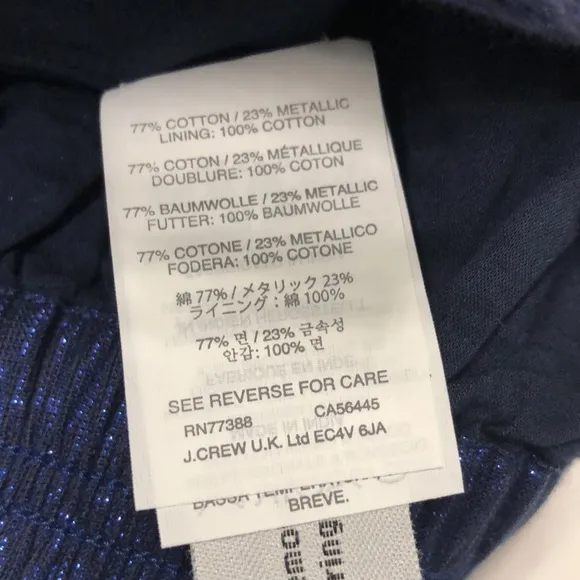 77% COTTON / 23% METALLIC
LINING: 100% COTTON
77% COTON / 23% MÉTALLIQUE
DOUBLURE: 100% COTON
77% BAUMWOLLE / 23% METALLIC
FUTTER: 100% BAUMWOLLE
77% COTONE / 23% METALLICO
FODERA: 100% COTONE
綿 77% / メタリック 23%
ライニング : 綿 100%
77% 면 / 23% 금속성
안감: 100% 면
SEE REVERSE FOR CARE
RN77388 CA56445
J.CREW U.K. Ltd EC4V 6JA
BASSA
BREVE.